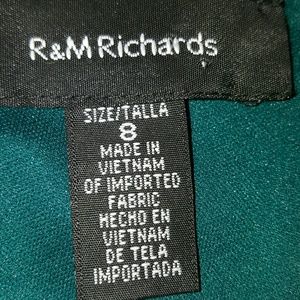 R&M Richards
SIZE/TALLA
8
MADE IN
VIETNAM
OF IMPORTED
FABRIC
HECHO EN
VIETNAM
DE TELA
IMPORTADA